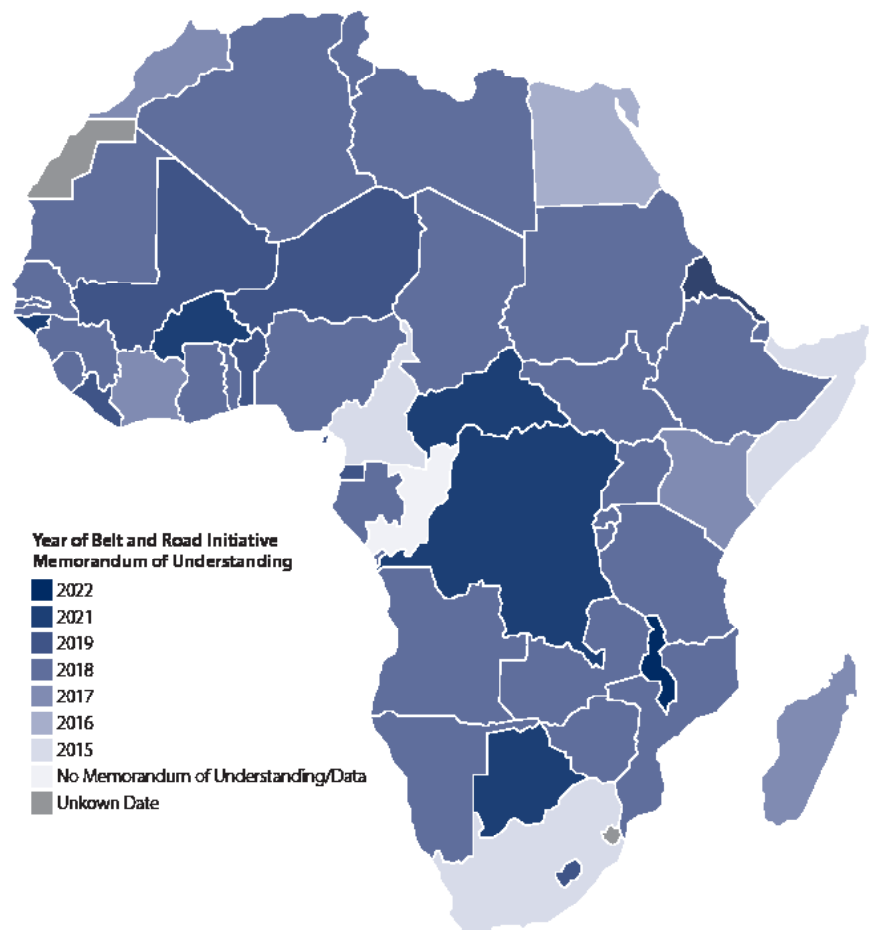 Year of Belt and Road Initiative
Memorandum of Understanding
2022
2021
2019
2018
2017
2016
2015
No Memorandum of Understanding/Data
Unkown Date